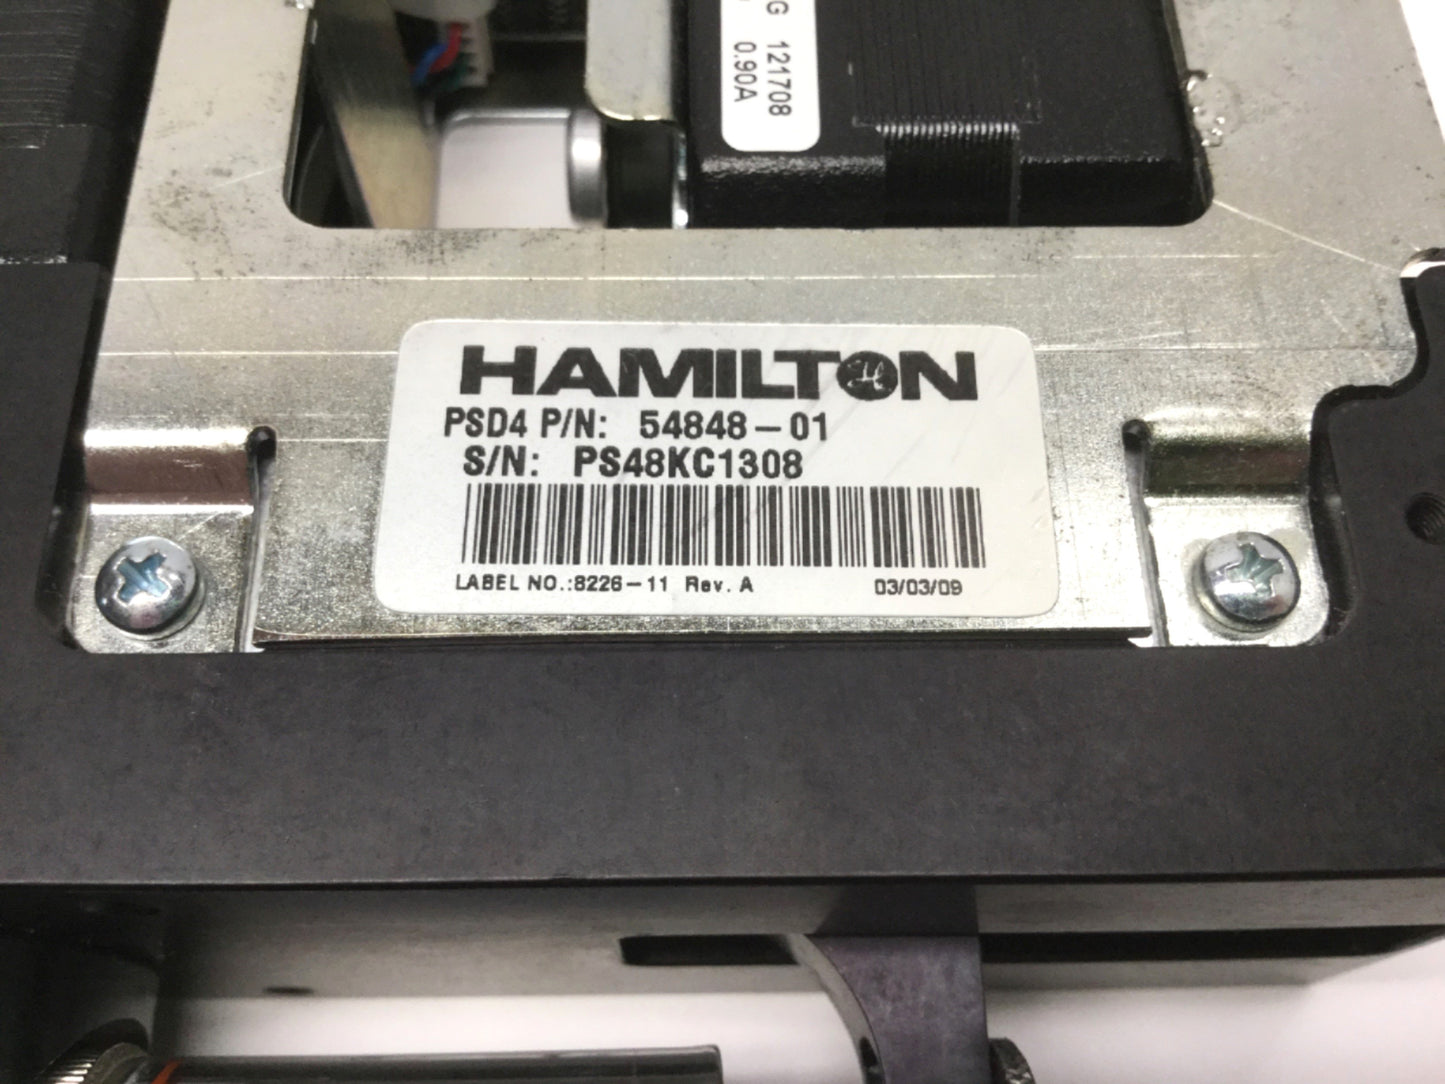 G 121708
0.90A
HAMILTON
PSD4 P/N: 54848-01
S/N: PS48KC1308
LABEL NO.:8226-11 Rev. A 03/03/09